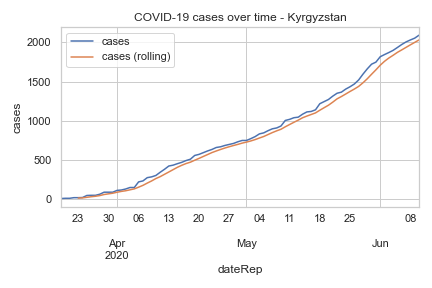 COVID-19 cases over time - Kyrgyzstan
cases
cases (rolling)
2000
1500
1000
500
0
cases
23 30 06 13 20 27 04 11 18 25 08
Apr May Jun
2020
dateRep